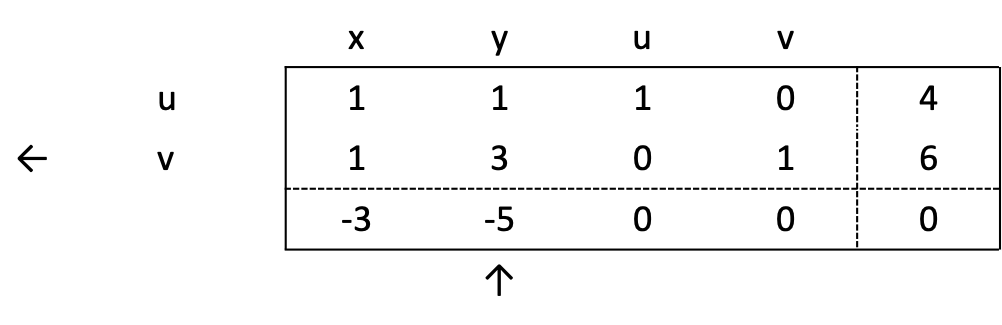 x y u v
u 1 1 1 0 4
← v 1 3 0 1 6
-3 -5 0 0 0
↑